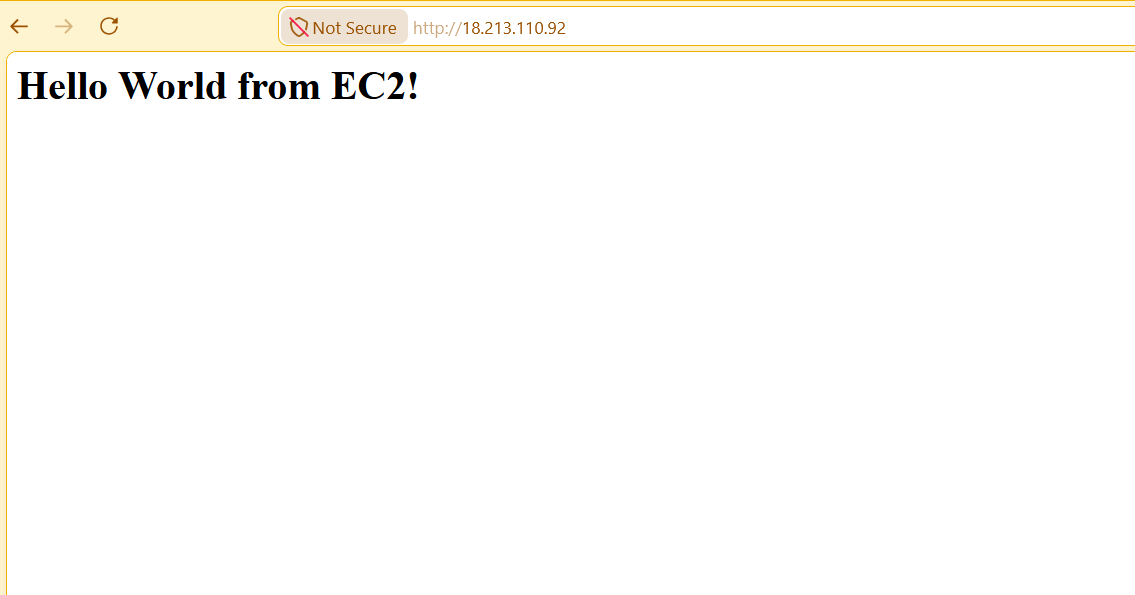 Not Secure http://18.213.110.92
Hello World from EC2!